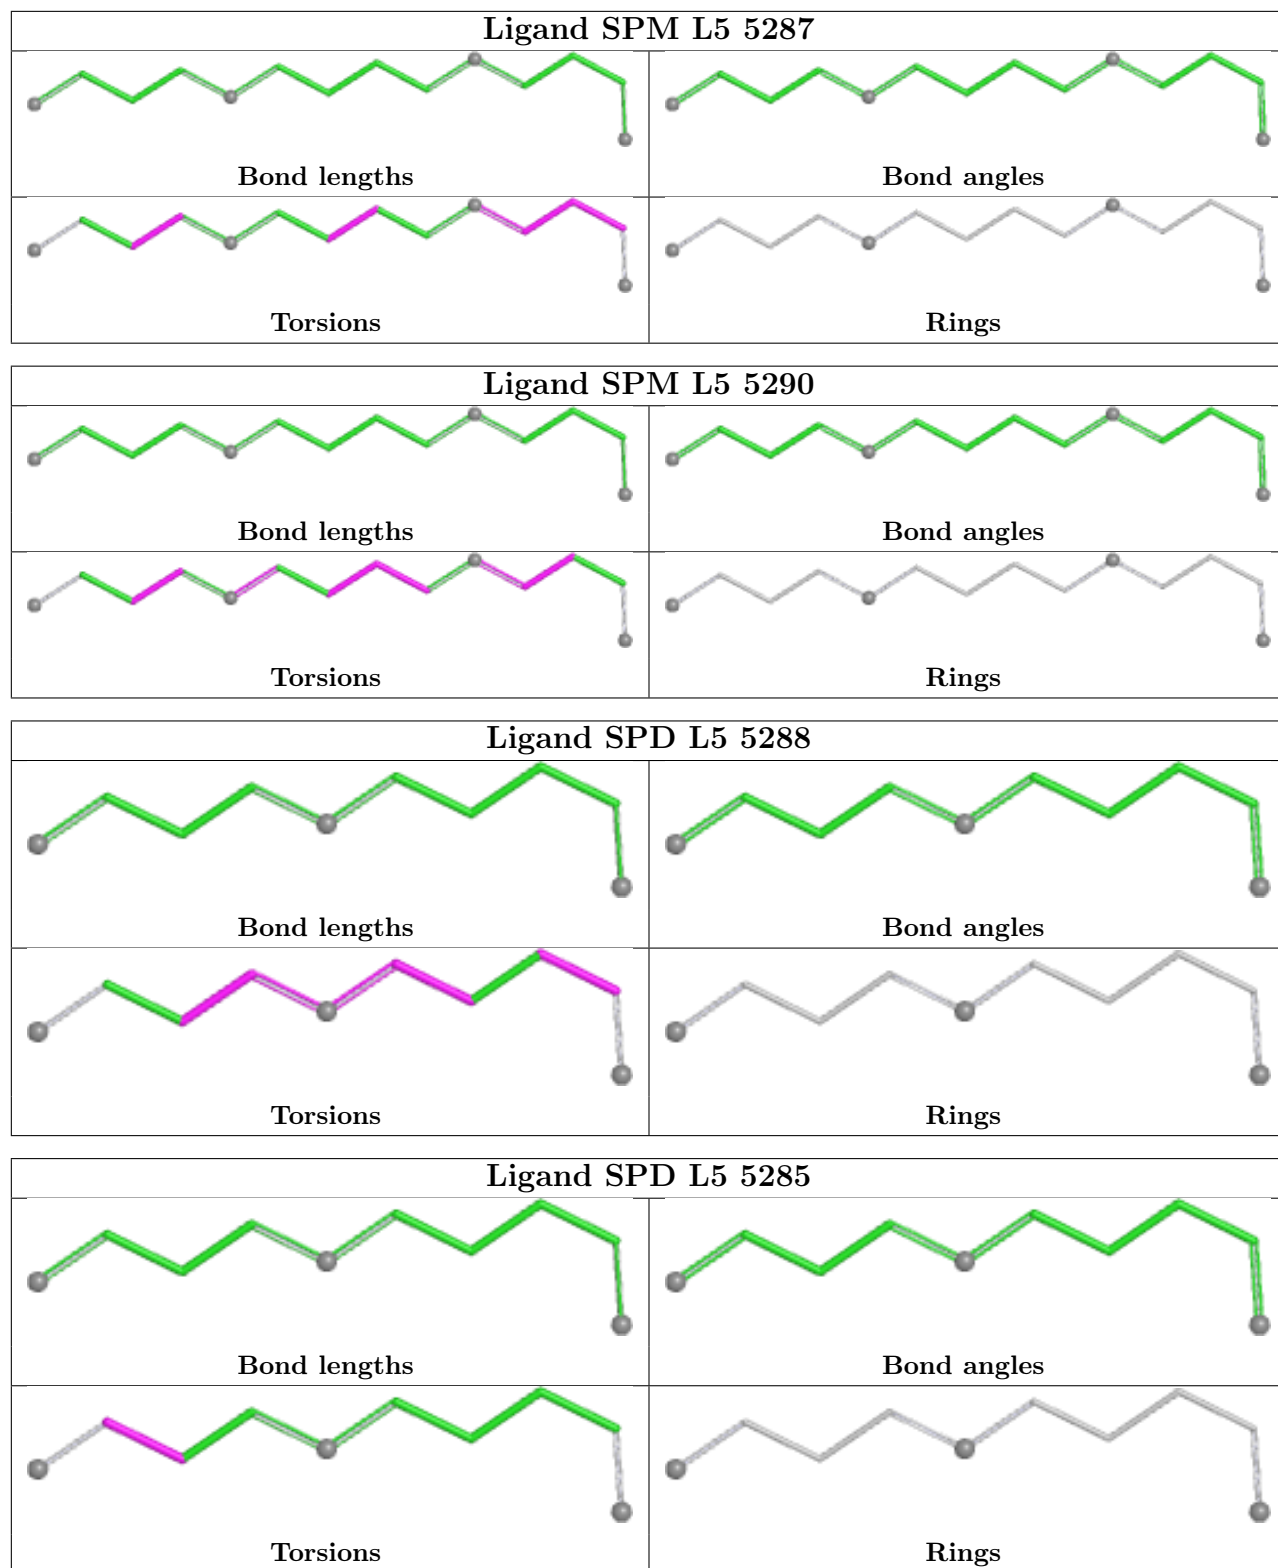 Ligand SPM L5 5287
Bond lengths Bond angles
Torsions Rings
Ligand SPM L5 5290
Bond lengths Bond angles
Torsions Rings
Ligand SPD L5 5288
Bond lengths Bond angles
Torsions Rings
Ligand SPD L5 5285
Bond lengths Bond angles
Torsions Rings